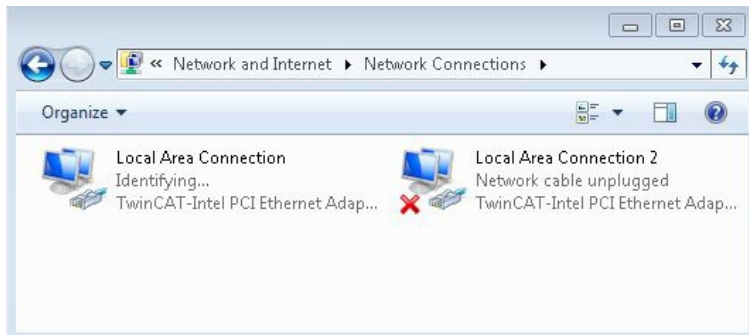 « Network and Internet ▸ Network Connections ▸
Organize
Local Area Connection
Identifying...
TwinCAT-Intel PCI Ethernet Adap...
Local Area Connection 2
Network cable unplugged
TwinCAT-Intel PCI Ethernet Adap...